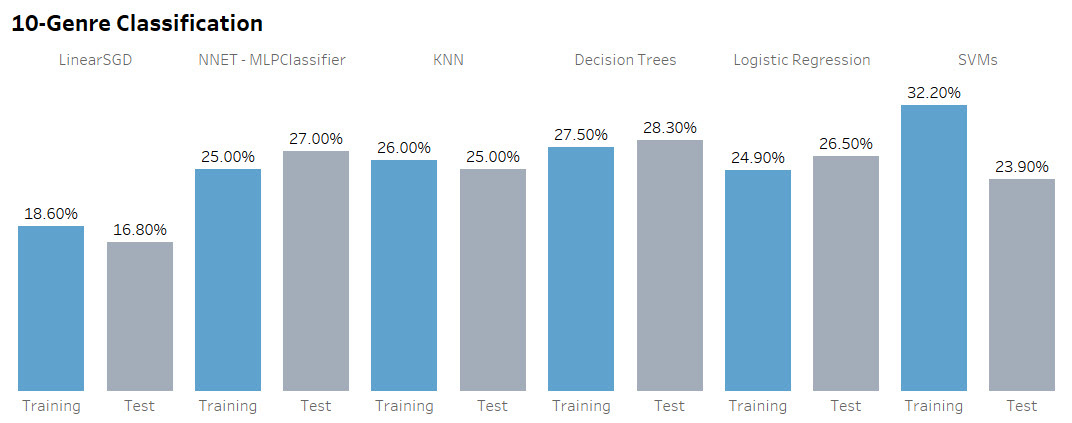 10-Genre Classification
LinearSGD NNET - MLPClassifier KNN Decision Trees Logistic Regression SVMs
18.60% 16.80% 25.00% 27.00% 26.00% 25.00% 27.50% 28.30% 24.90% 26.50% 32.20% 23.90%
Training Test Training Test Training Test Training Test Training Test Training Test